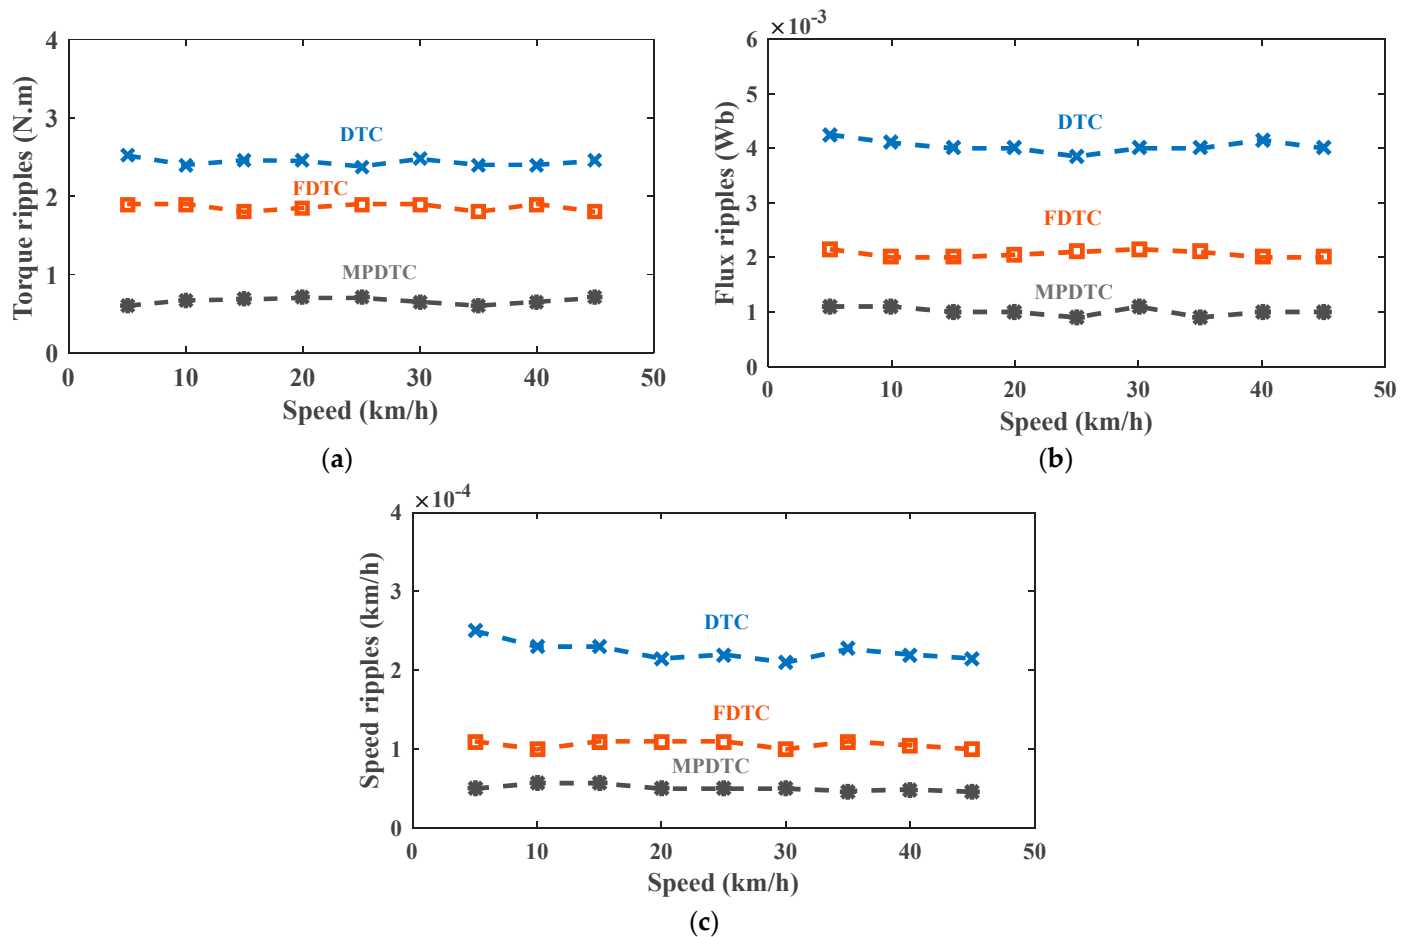 4
3
2
1
0
Torque ripples (N.m)
DTC
FDTC
MPDTC
0 10 20 30 40 50
Speed (km/h)
(a)
×10-3
6
5
4
3
2
1
0
Flux ripples (Wb)
DTC
FDTC
MPDTC
0 10 20 30 40 50
Speed (km/h)
(b)
×10-4
4
3
2
1
0
Speed ripples (km/h)
DTC
FDTC
MPDTC
0 10 20 30 40 50
Speed (km/h)
(c)